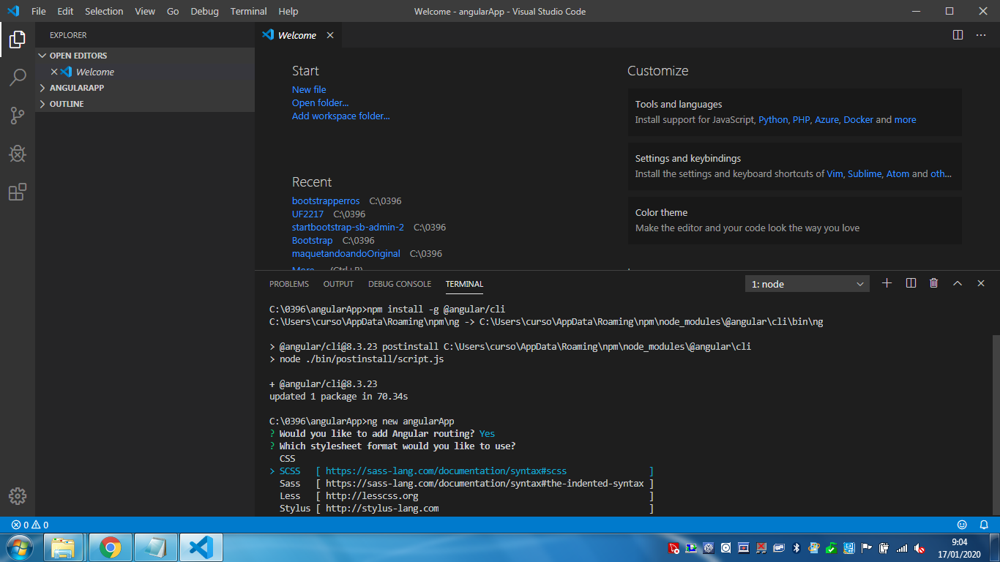 File Edit Selection View Go Debug Terminal Help
Welcome - angularApp - Visual Studio Code
EXPLORER
OPEN EDITORS
Welcome
ANGULARAPP
OUTLINE
Welcome
Start
New file
Open folder...
Add workspace folder...
Recent
bootstrapperros C:\0396
UF2217 C:\0396
startbootstrap-sb-admin-2 C:\0396
Bootstrap C:\0396
maquetandoandoOriginal C:\0396
More... (Ctrl+R)
Customize
Tools and languages
Install support for JavaScript, Python, PHP, Azure, Docker and more
Settings and keybindings
Install the settings and keyboard shortcuts of Vim, Sublime, Atom and oth...
Color theme
Make the editor and your code look the way you love
PROBLEMS OUTPUT DEBUG CONSOLE TERMINAL
1: node
C:\0396\angularApp>npm install -g @angular/cli
C:\Users\curso\AppData\Roaming\npm\ng -> C:\Users\curso\AppData\Roaming\npm\node_modules\@angular\cli\bin\ng
> @angular/cli@8.3.23 postinstall C:\Users\curso\AppData\Roaming\npm\node_modules\@angular\cli
> node ./bin/postinstall/script.js
+ @angular/cli@8.3.23
updated 1 package in 70.34s
C:\0396\angularApp>ng new angularApp
? Would you like to add Angular routing? Yes
? Which stylesheet format would you like to use?
CSS
> SCSS [ https://sass-lang.com/documentation/syntax#scss ]
Sass [ https://sass-lang.com/documentation/syntax#the-indented-syntax ]
Less [ http://lesscss.org ]
Stylus [ http://stylus-lang.com ]
0 0
9:04
17/01/2020